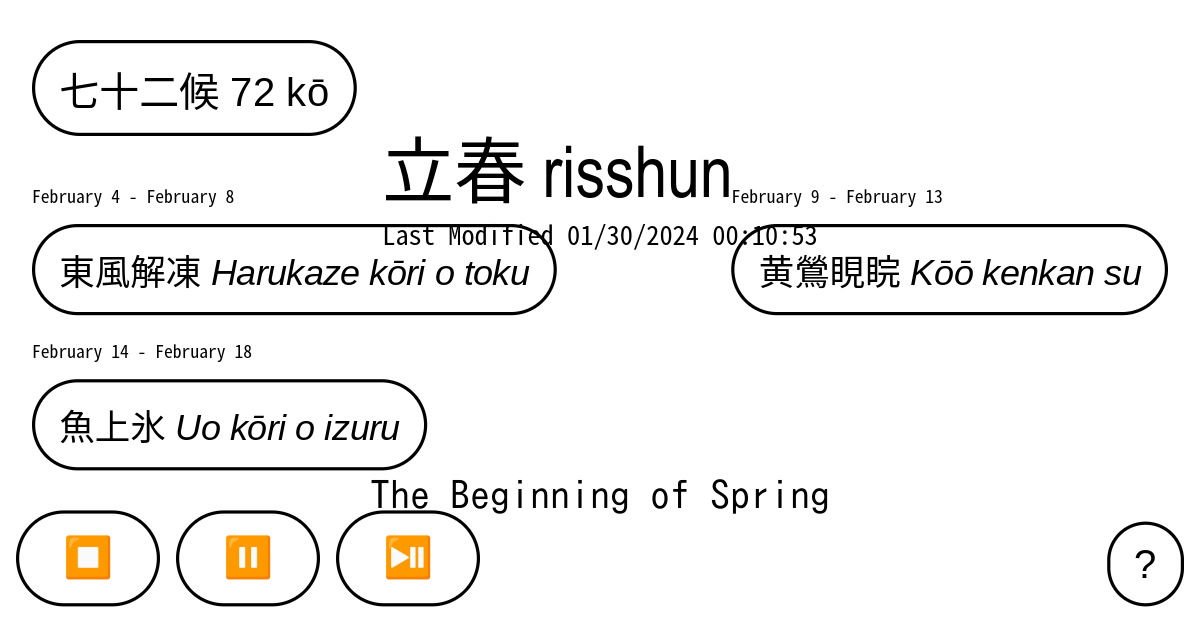 七十二候 72 kō
立春 risshun
February 4 - February 8
February 9 - February 13
Last Modified 01/30/2024 00:10:53
東風解凍 Harukaze kōri o toku
黄鶯睍睆 Kōō kenkan su
February 14 - February 18
魚上氷 Uo kōri o izuru
The Beginning of Spring
?